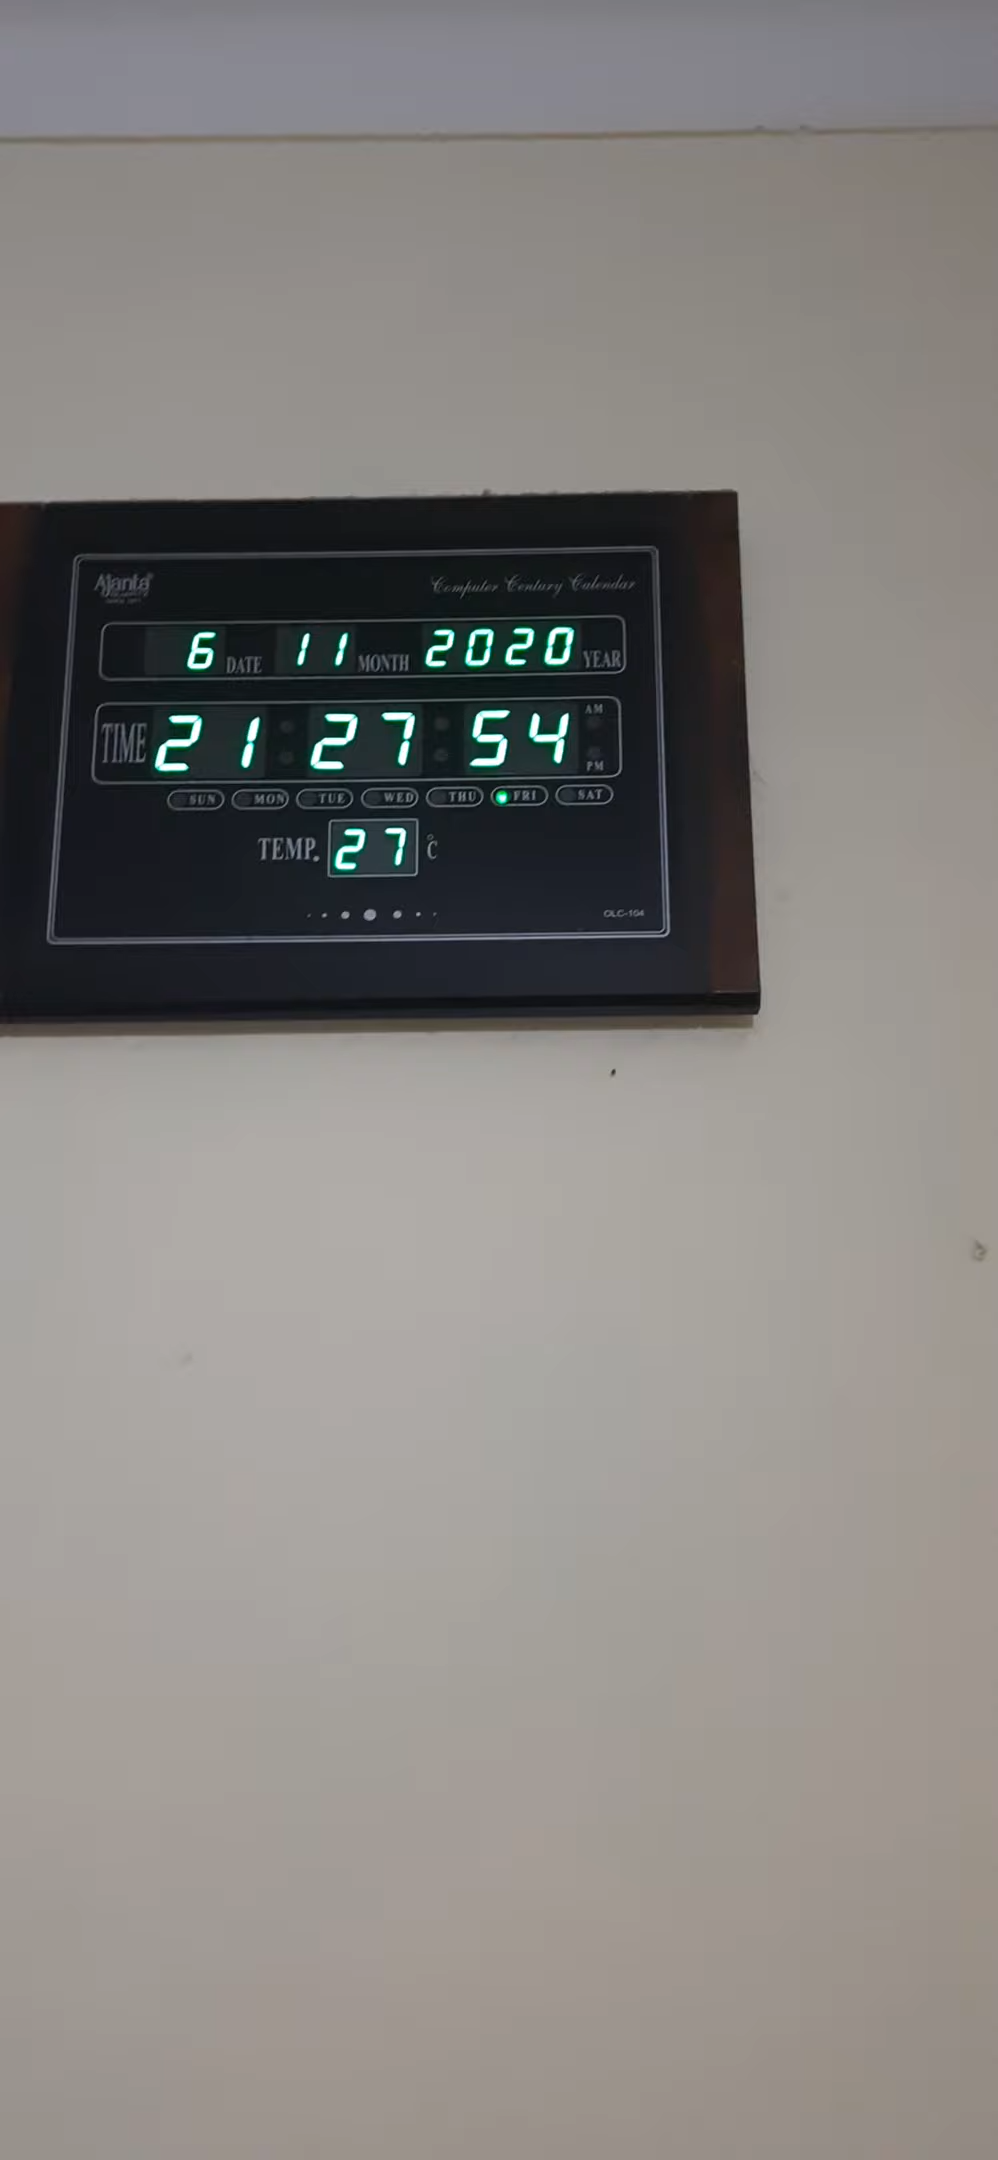 Ajanta
Computer Century Calendar
6 DATE 11 MONTH 2020 YEAR
TIME 21 27 54 AM
PM
SUN MON TUE WED THU FRI SAT
TEMP. 27 °C
OLC-104